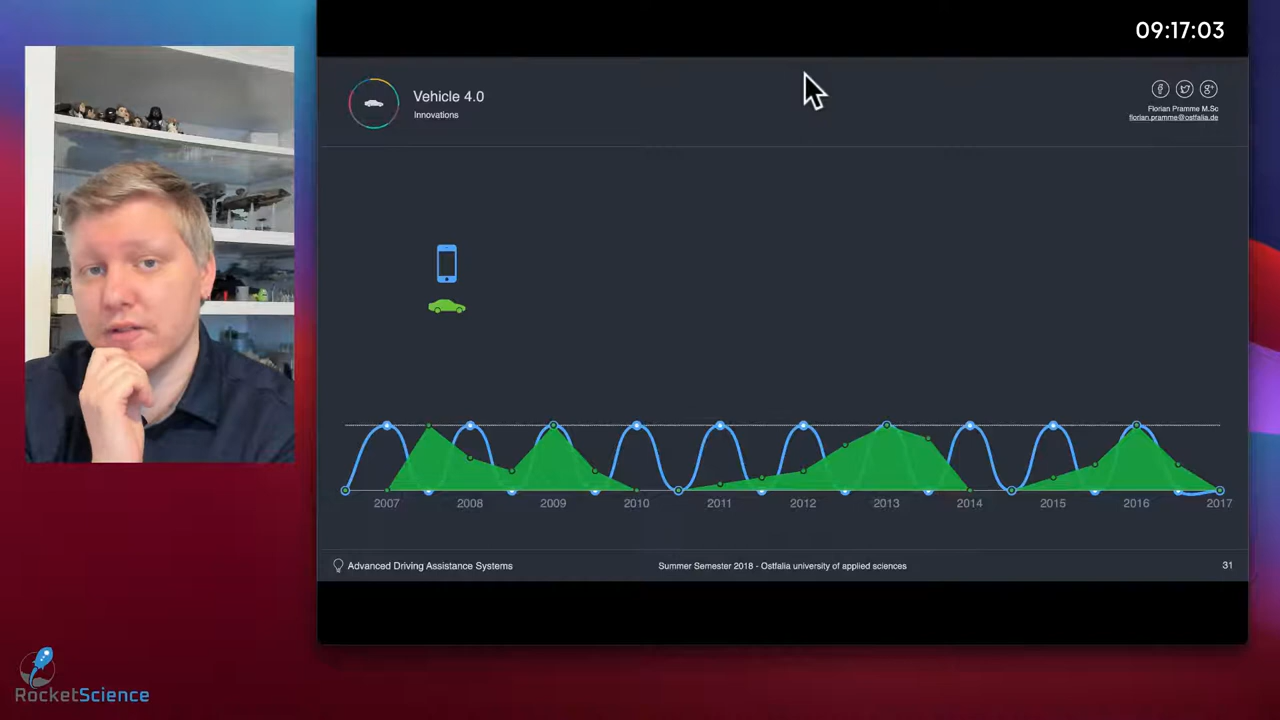 09:17:03
Vehicle 4.0
Innovations
Florian Pramme M.Sc
florian.pramme@ostfalia.de
2007 2008 2009 2010 2011 2012 2013 2014 2015 2016 2017
Advanced Driving Assistance Systems
Summer Semester 2018 - Ostfalia university of applied sciences
31
RocketScience